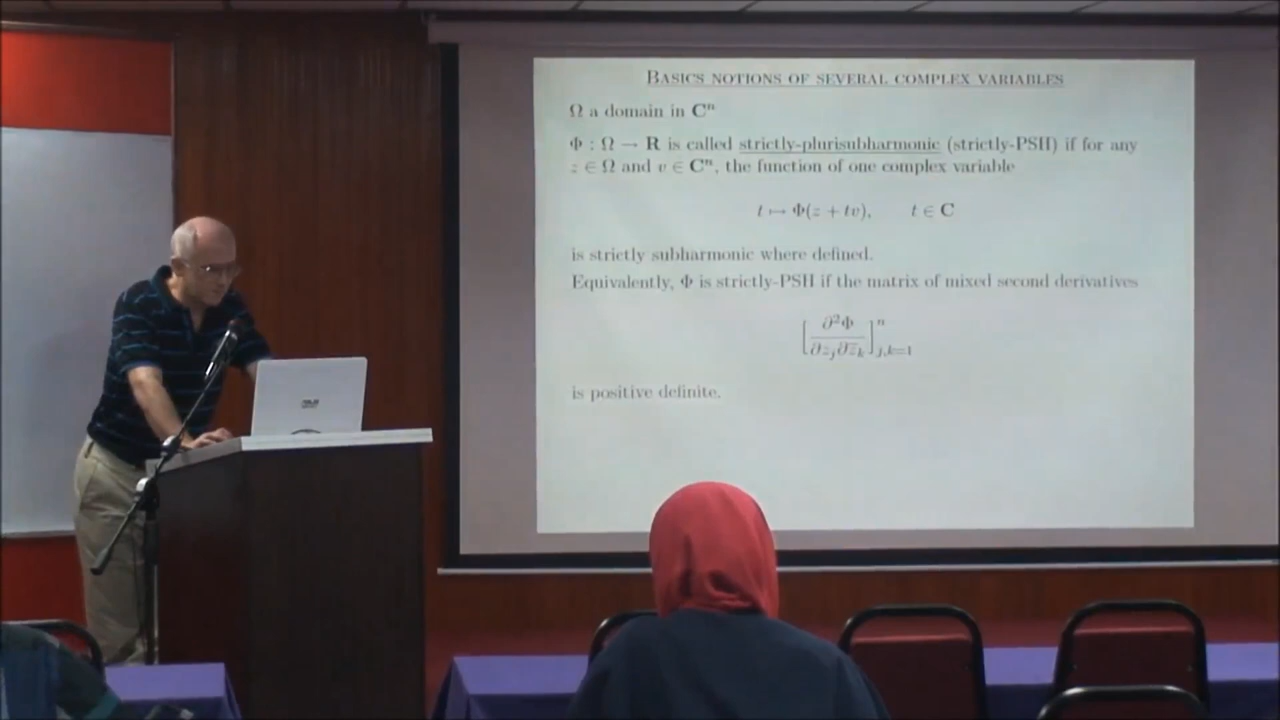 BASICS NOTIONS OF SEVERAL COMPLEX VARIABLES
Ω a domain in Cⁿ
Φ : Ω → R is called strictly-plurisubharmonic (strictly-PSH) if for any
z ∈ Ω and v ∈ Cⁿ, the function of one complex variable
t ↦ Φ(z + tv), t ∈ C
is strictly subharmonic where defined.
Equivalently, Φ is strictly-PSH if the matrix of mixed second derivatives
[∂²Φ / ∂z_j∂z̄_k]ⁿ_{j,k=1}
is positive definite.